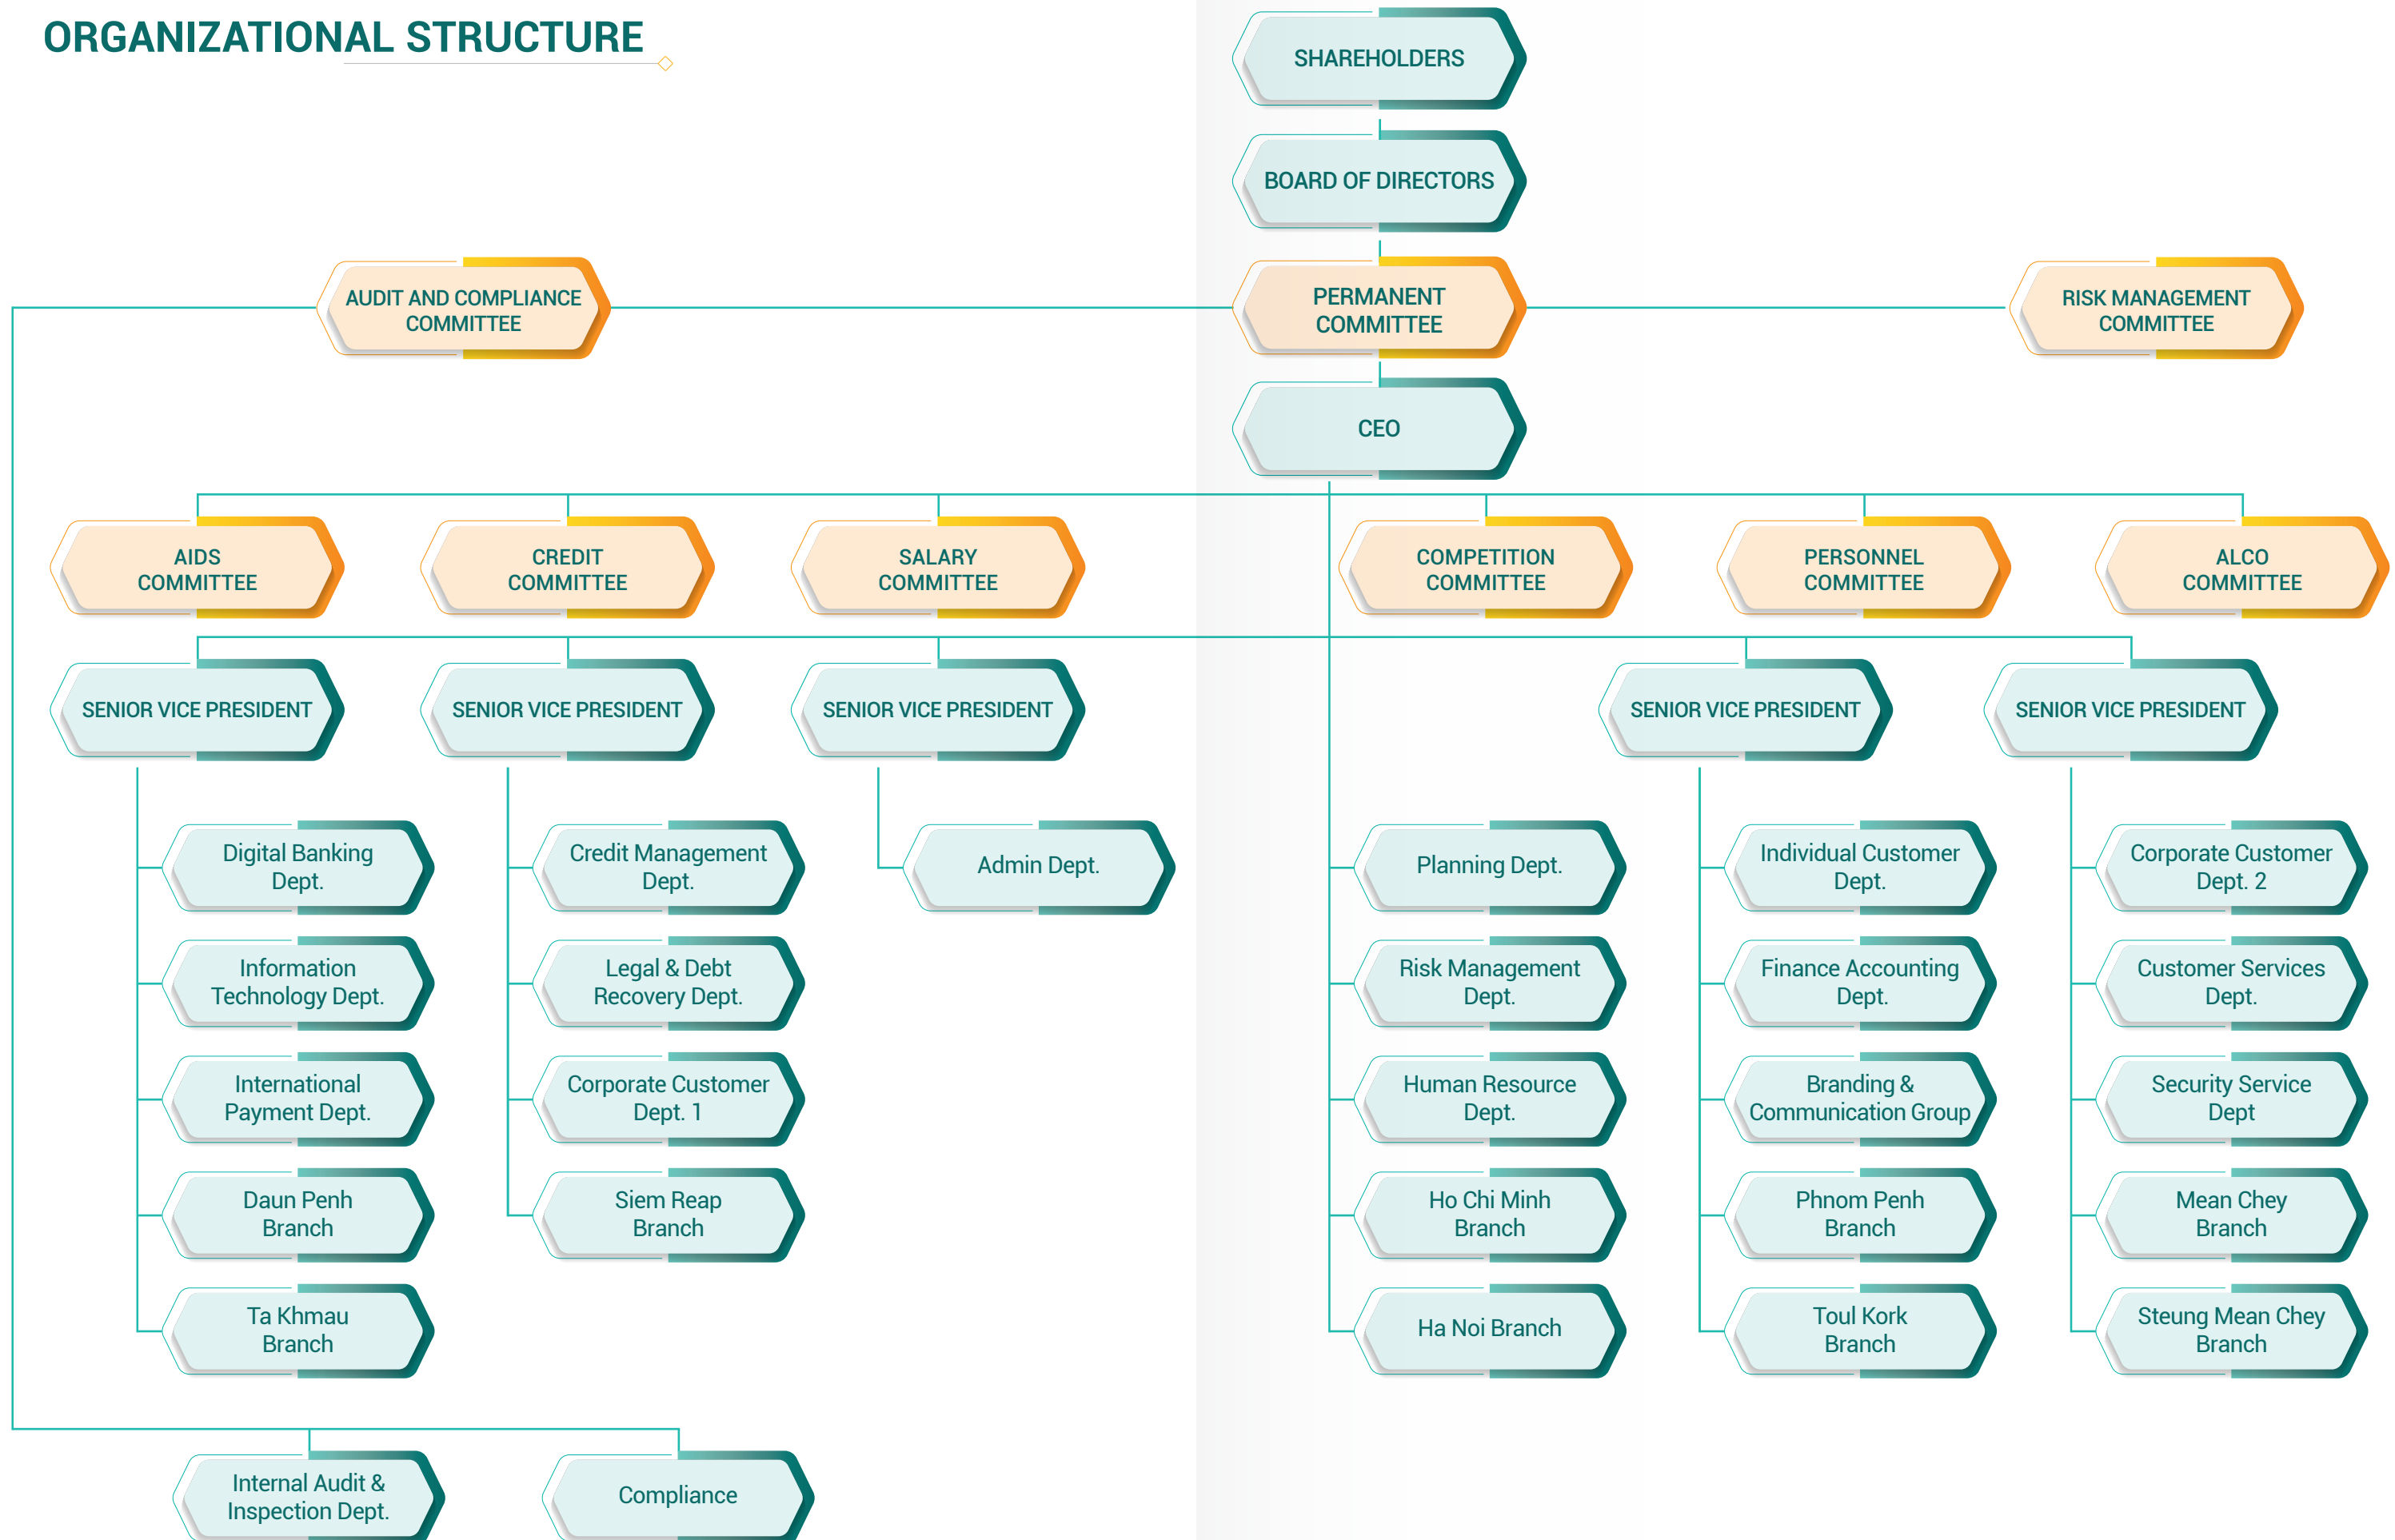 ORGANIZATIONAL STRUCTURE
SHAREHOLDERS
BOARD OF DIRECTORS
AUDIT AND COMPLIANCE
COMMITTEE
PERMANENT
COMMITTEE
RISK MANAGEMENT
COMMITTEE
CEO
AIDS
COMMITTEE
CREDIT
COMMITTEE
SALARY
COMMITTEE
COMPETITION
COMMITTEE
PERSONNEL
COMMITTEE
ALCO
COMMITTEE
SENIOR VICE PRESIDENT
SENIOR VICE PRESIDENT
SENIOR VICE PRESIDENT
SENIOR VICE PRESIDENT
SENIOR VICE PRESIDENT
Digital Banking
Dept.
Credit Management
Dept.
Admin Dept.
Planning Dept.
Individual Customer
Dept.
Corporate Customer
Dept. 2
Information
Technology Dept.
Legal & Debt
Recovery Dept.
Risk Management
Dept.
Finance Accounting
Dept.
Customer Services
Dept.
International
Payment Dept.
Corporate Customer
Dept. 1
Human Resource
Dept.
Branding &
Communication Group
Security Service
Dept
Daun Penh
Branch
Siem Reap
Branch
Ho Chi Minh
Branch
Phnom Penh
Branch
Mean Chey
Branch
Ta Khmau
Branch
Ha Noi Branch
Toul Kork
Branch
Steung Mean Chey
Branch
Internal Audit &
Inspection Dept.
Compliance